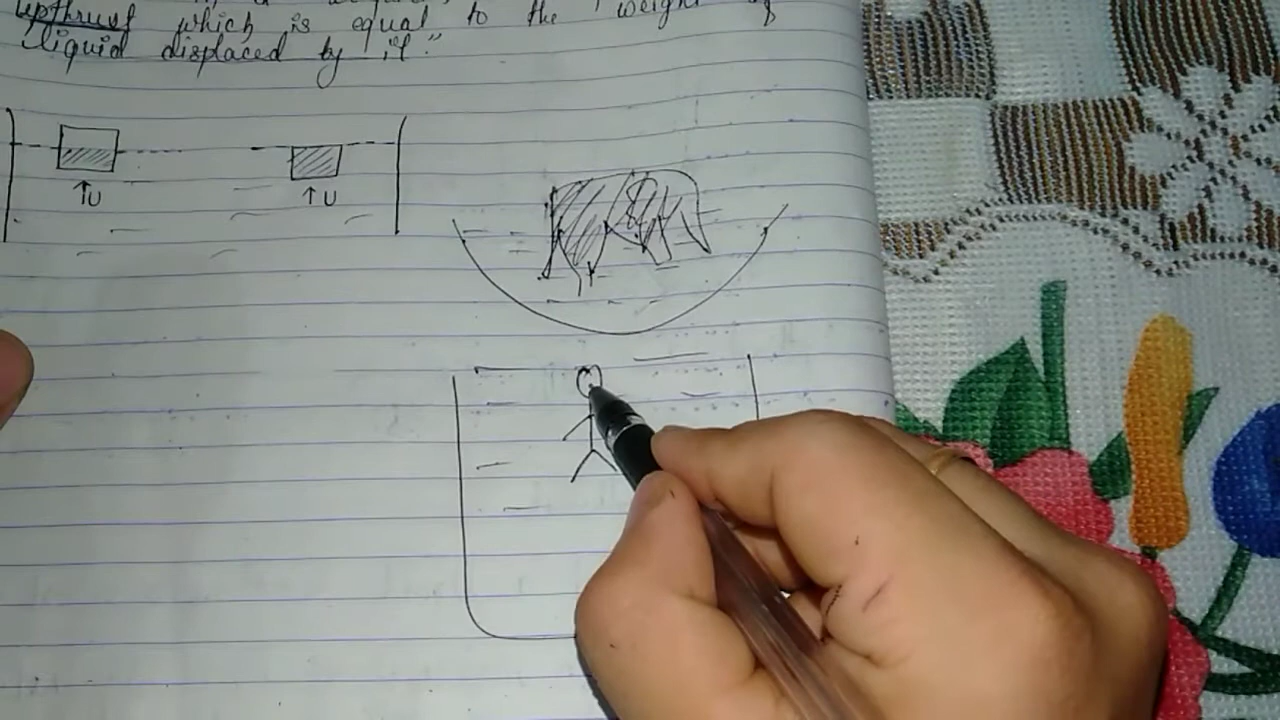 upthrust which is equal to the weight of
liquid displaced by it."
↑U ↑U